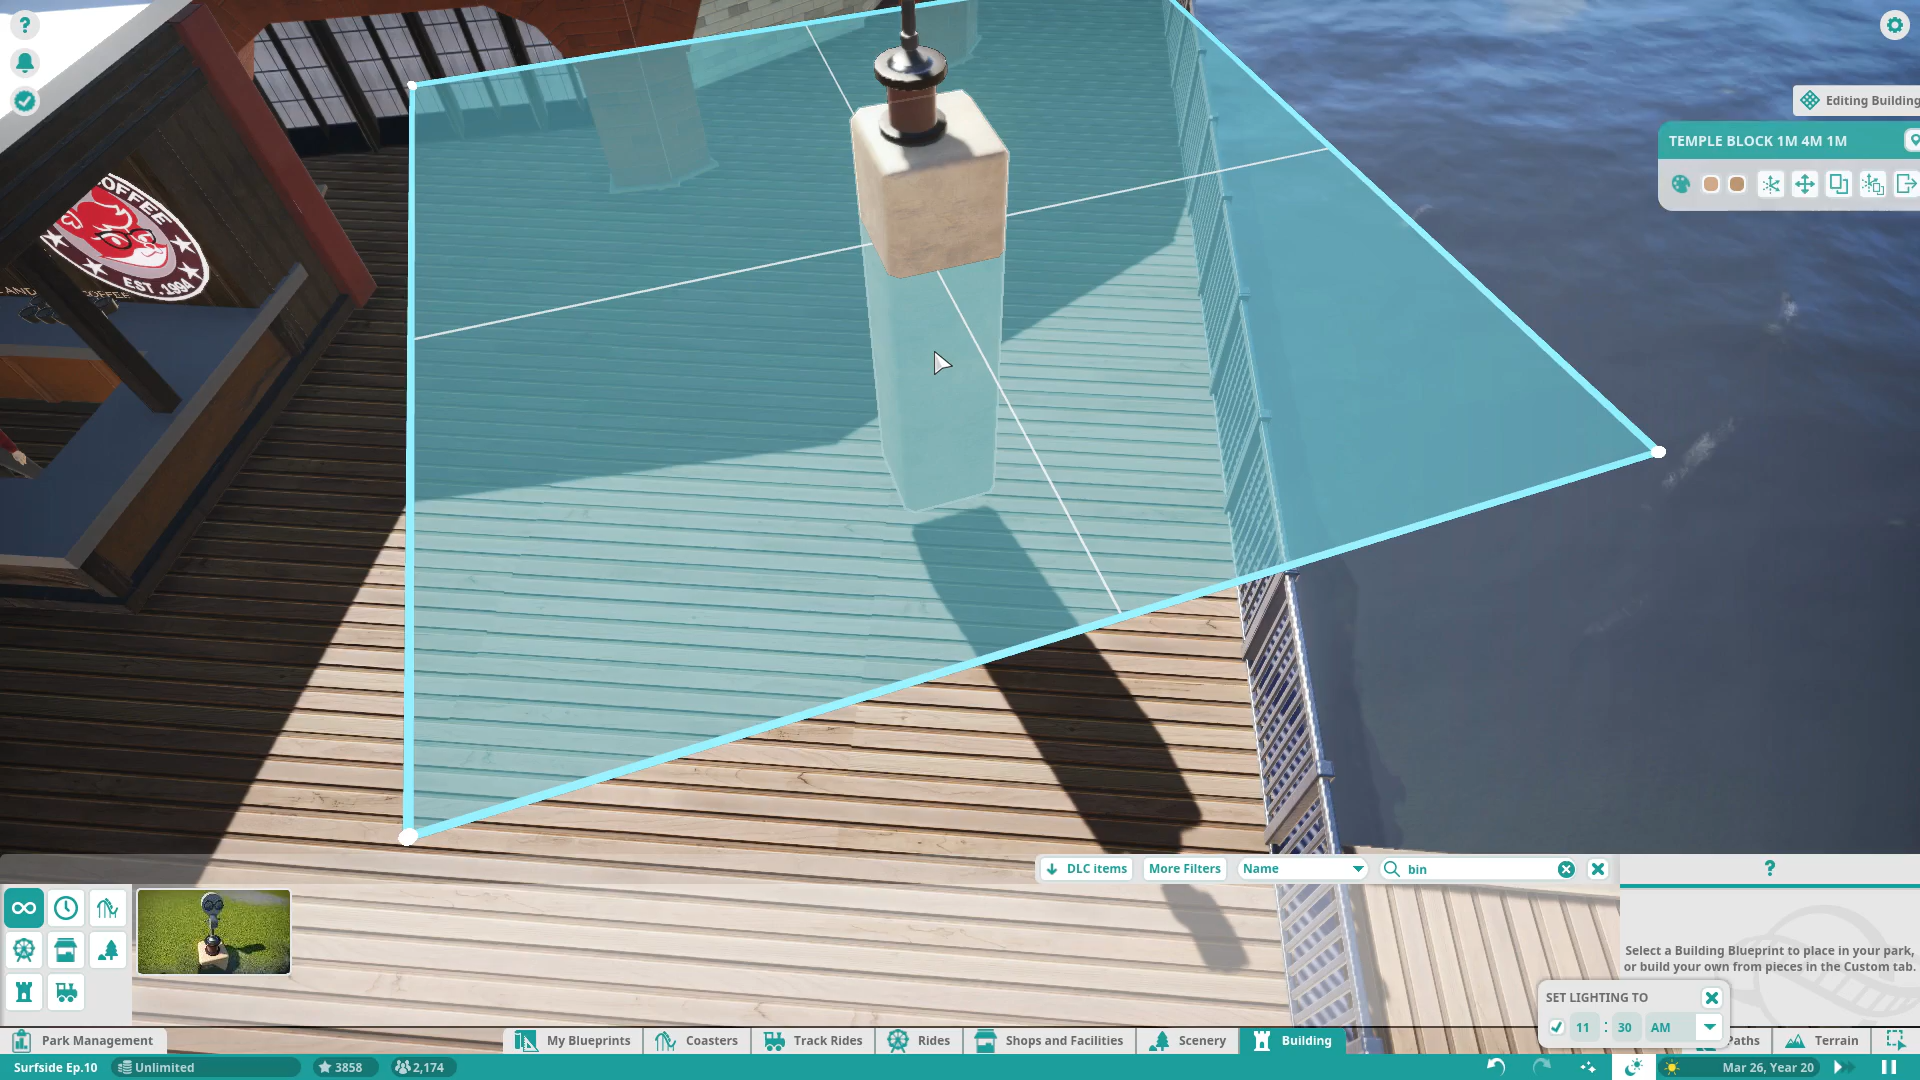 ?
Editing Building
TEMPLE BLOCK 1M 4M 1M
COFFEE
EST.1994
COFFEE
DLC items
More Filters
Name
bin
?
Select a Building Blueprint to place in your park,
or build your own from pieces in the Custom tab.
SET LIGHTING TO
11 : 30 AM
Park Management
My Blueprints
Coasters
Track Rides
Rides
Shops and Facilities
Scenery
Building
Paths
Terrain
Surfside Ep.10
Unlimited
3858
2,174
Mar 26, Year 20